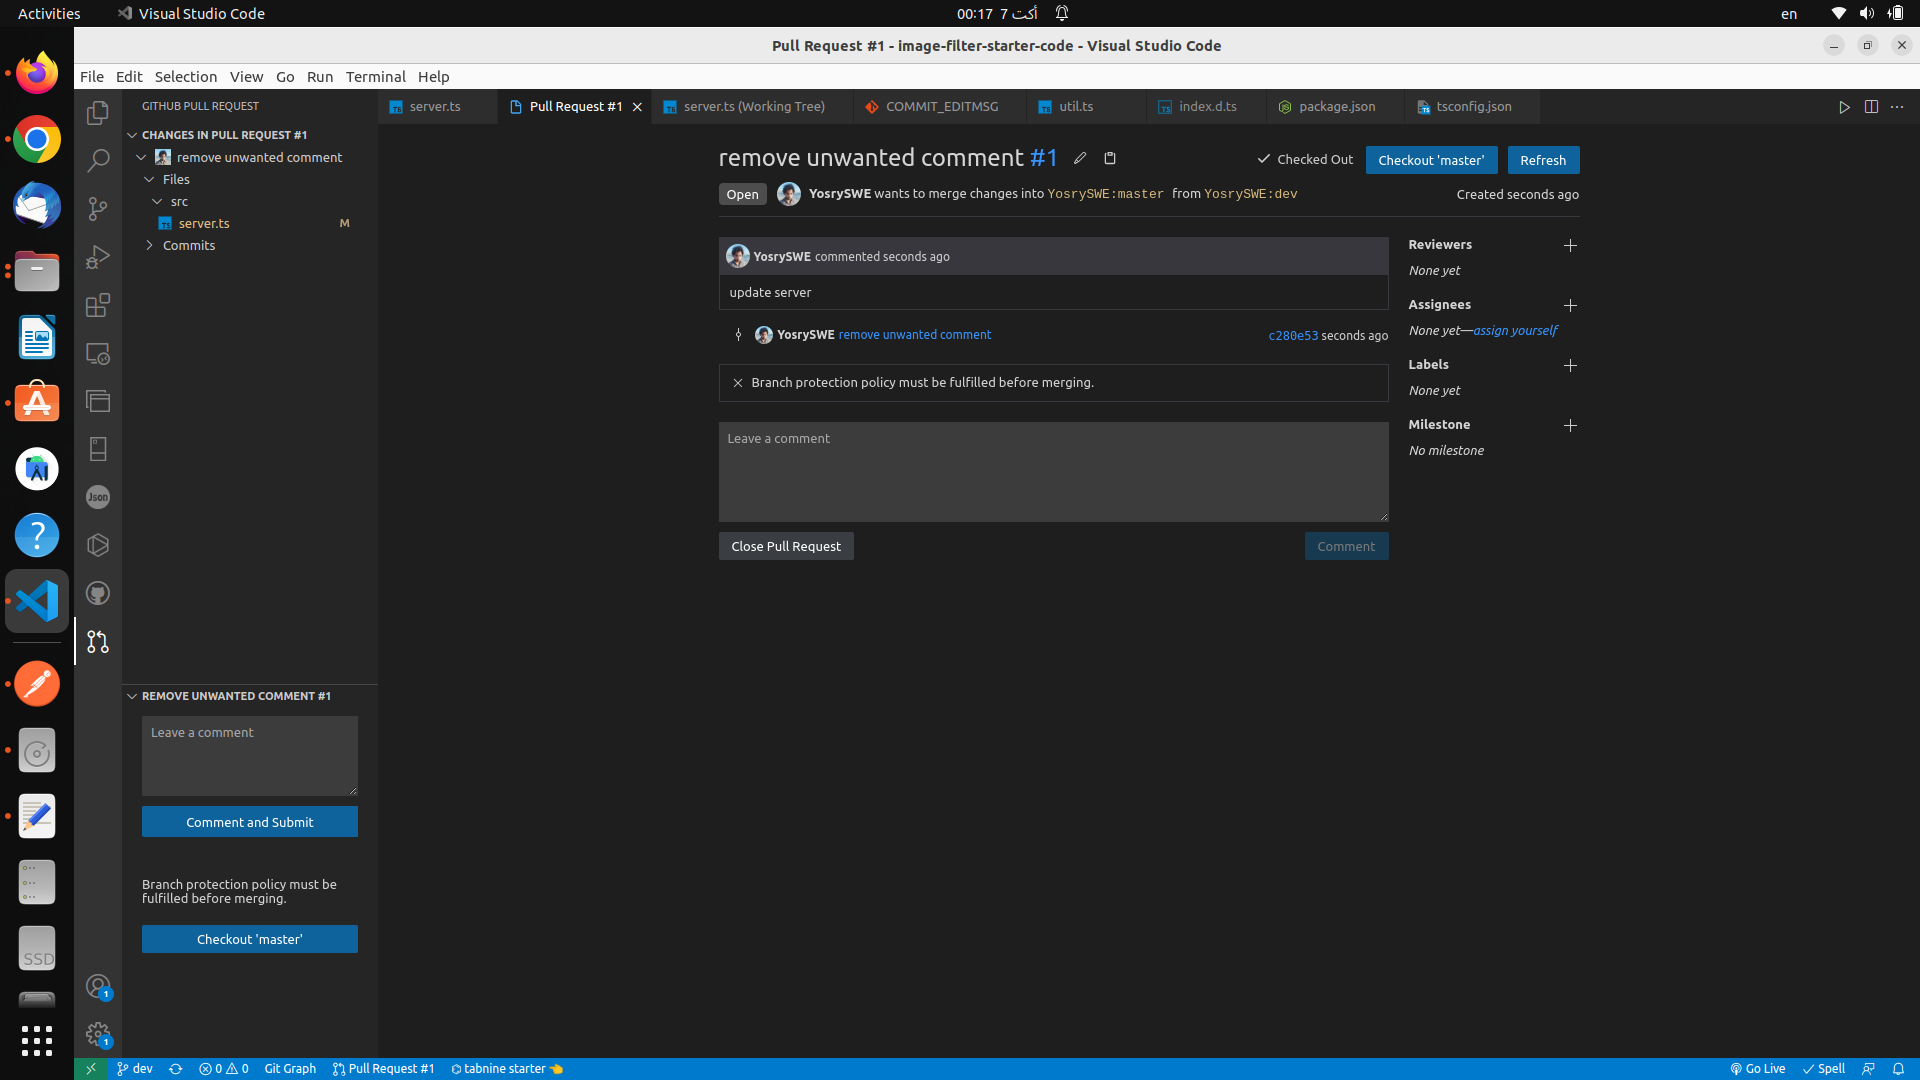 Activities
Visual Studio Code
00:17 7 أكت
en
Pull Request #1 - image-filter-starter-code - Visual Studio Code
File Edit Selection View Go Run Terminal Help
GITHUB PULL REQUEST
server.ts
Pull Request #1
server.ts (Working Tree)
COMMIT_EDITMSG
util.ts
index.d.ts
package.json
tsconfig.json
CHANGES IN PULL REQUEST #1
remove unwanted comment
Files
src
server.ts M
Commits
remove unwanted comment #1
Checked Out
Checkout 'master'
Refresh
Open
YosrySWE wants to merge changes into YosrySWE:master from YosrySWE:dev
Created seconds ago
YosrySWE commented seconds ago
update server
YosrySWE remove unwanted comment
c280e53 seconds ago
Branch protection policy must be fulfilled before merging.
Leave a comment
Close Pull Request
Comment
Reviewers
None yet
Assignees
None yet—assign yourself
Labels
None yet
Milestone
No milestone
Json
REMOVE UNWANTED COMMENT #1
Leave a comment
Comment and Submit
Branch protection policy must be
fulfilled before merging.
Checkout 'master'
SSD
1
1
dev
0 0
Git Graph
Pull Request #1
tabnine starter
Go Live
Spell